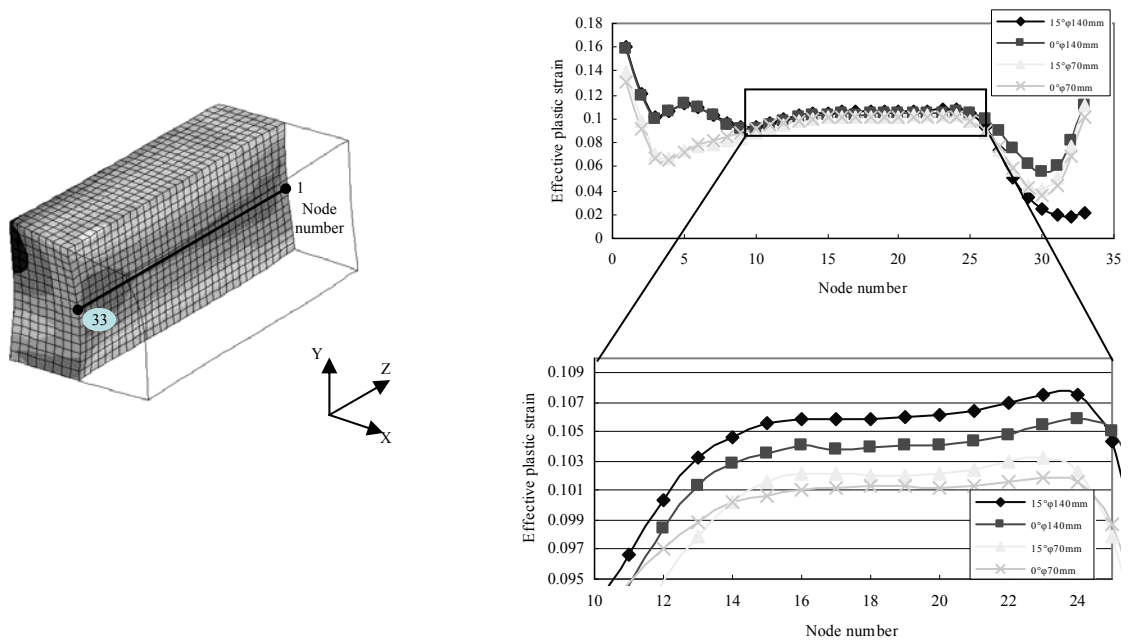 1
Node
number
33
Y
Z
X
Effective plastic strain
0.18
0.16
0.14
0.12
0.1
0.08
0.06
0.04
0.02
0
0 5 10 15 20 25 30 35
Node number
15°φ140mm
0°φ140mm
15°φ70mm
0°φ70mm
Effective plastic strain
0.109
0.107
0.105
0.103
0.101
0.099
0.097
0.095
10 12 14 16 18 20 22 24
Node number
15°φ140mm
0°φ140mm
15°φ70mm
0°φ70mm